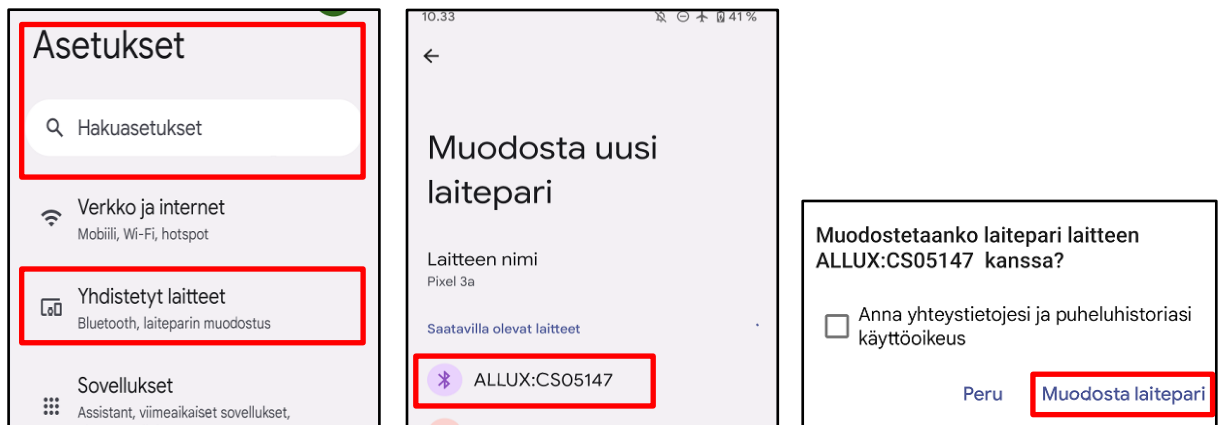 Asetukset
Hakuasetukset
Verkko ja internet
Mobiili, Wi-Fi, hotspot
Yhdistetyt laitteet
Bluetooth, laiteparin muodostus
Sovellukset
Assistant, viimeaikaiset sovellukset,
10.33
41 %
Muodosta uusi
laitepari
Laitteen nimi
Pixel 3a
Saatavilla olevat laitteet
ALLUX:CS05147
Muodostetaanko laitepari laitteen
ALLUX:CS05147 kanssa?
Anna yhteystietojesi ja puheluhistoriasi
käyttöoikeus
Peru
Muodosta laitepari